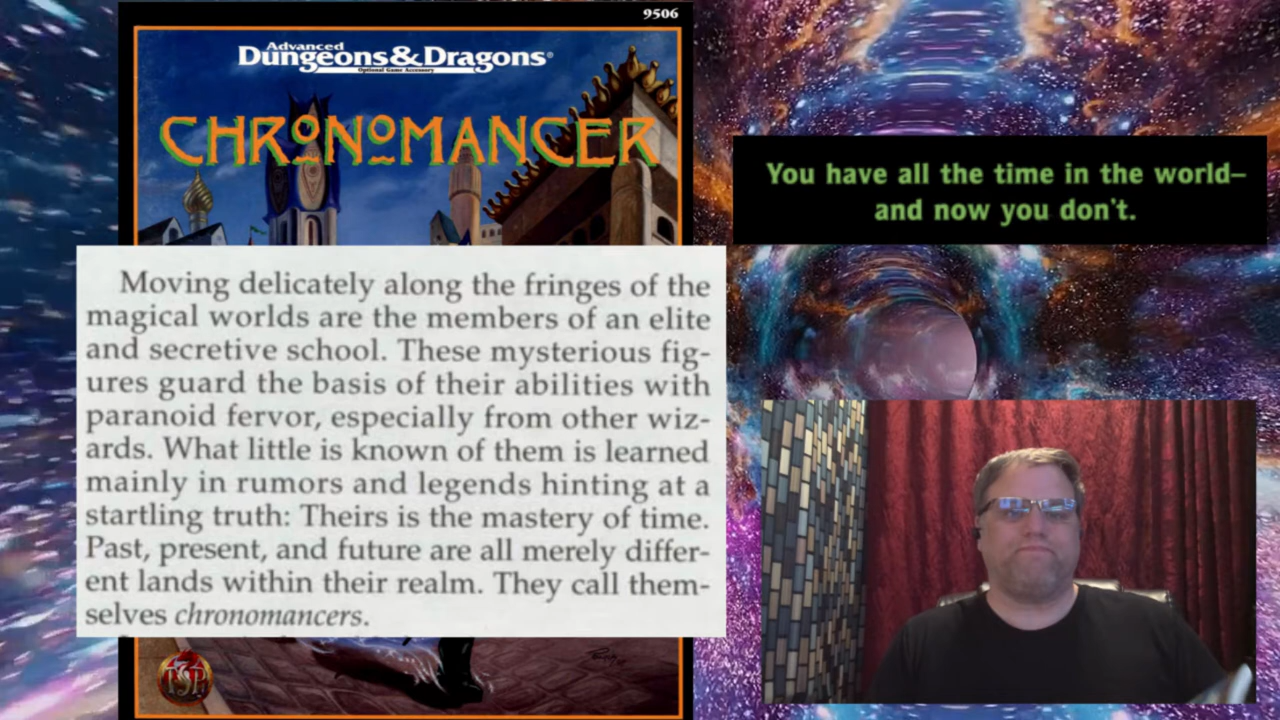 9506
Advanced
Dungeons&Dragons®
Optional Game Accessory
CHRONOMANCER
You have all the time in the world–
and now you don't.
Moving delicately along the fringes of the
magical worlds are the members of an elite
and secretive school. These mysterious fig-
ures guard the basis of their abilities with
paranoid fervor, especially from other wiz-
ards. What little is known of them is learned
mainly in rumors and legends hinting at a
startling truth: Theirs is the mastery of time.
Past, present, and future are all merely differ-
ent lands within their realm. They call them-
selves chronomancers.
TSR